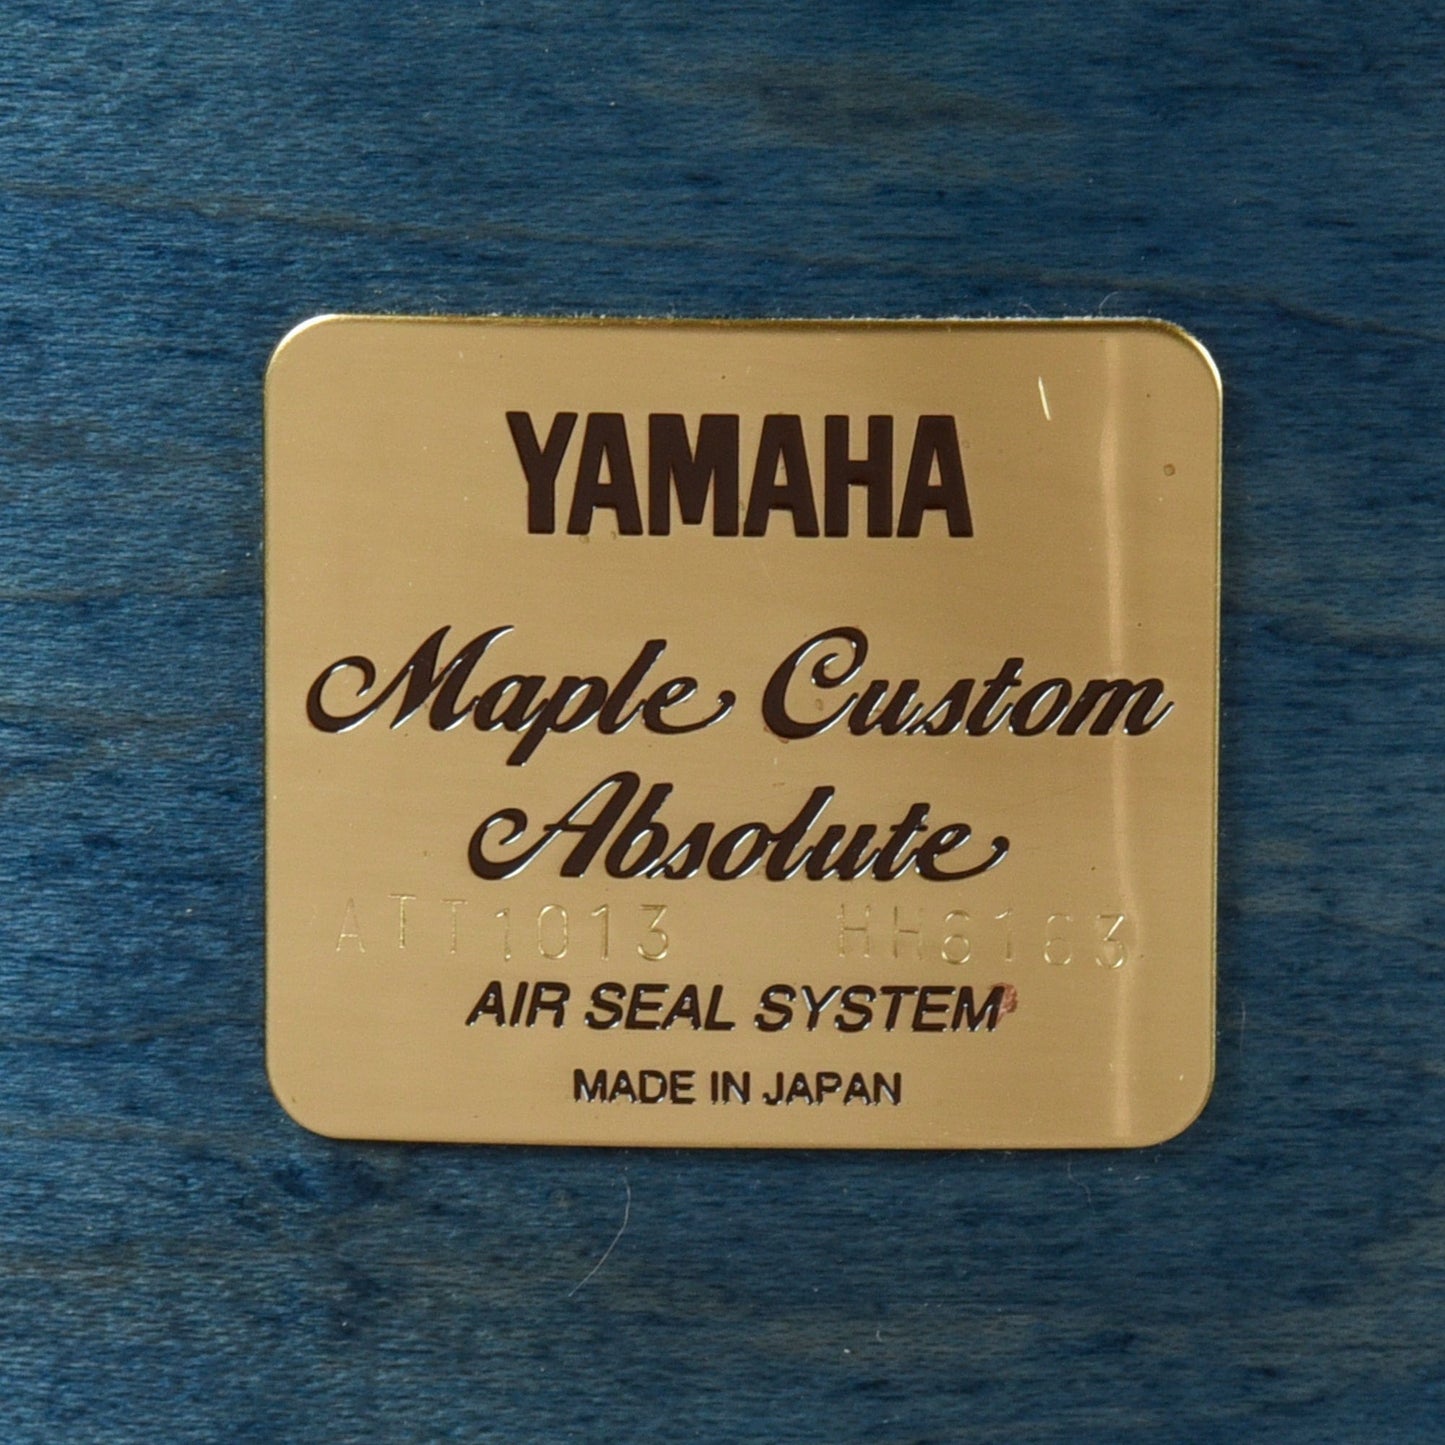 YAMAHA
Maple Custom
Absolute
ATT1013 HH6163
AIR SEAL SYSTEM
MADE IN JAPAN